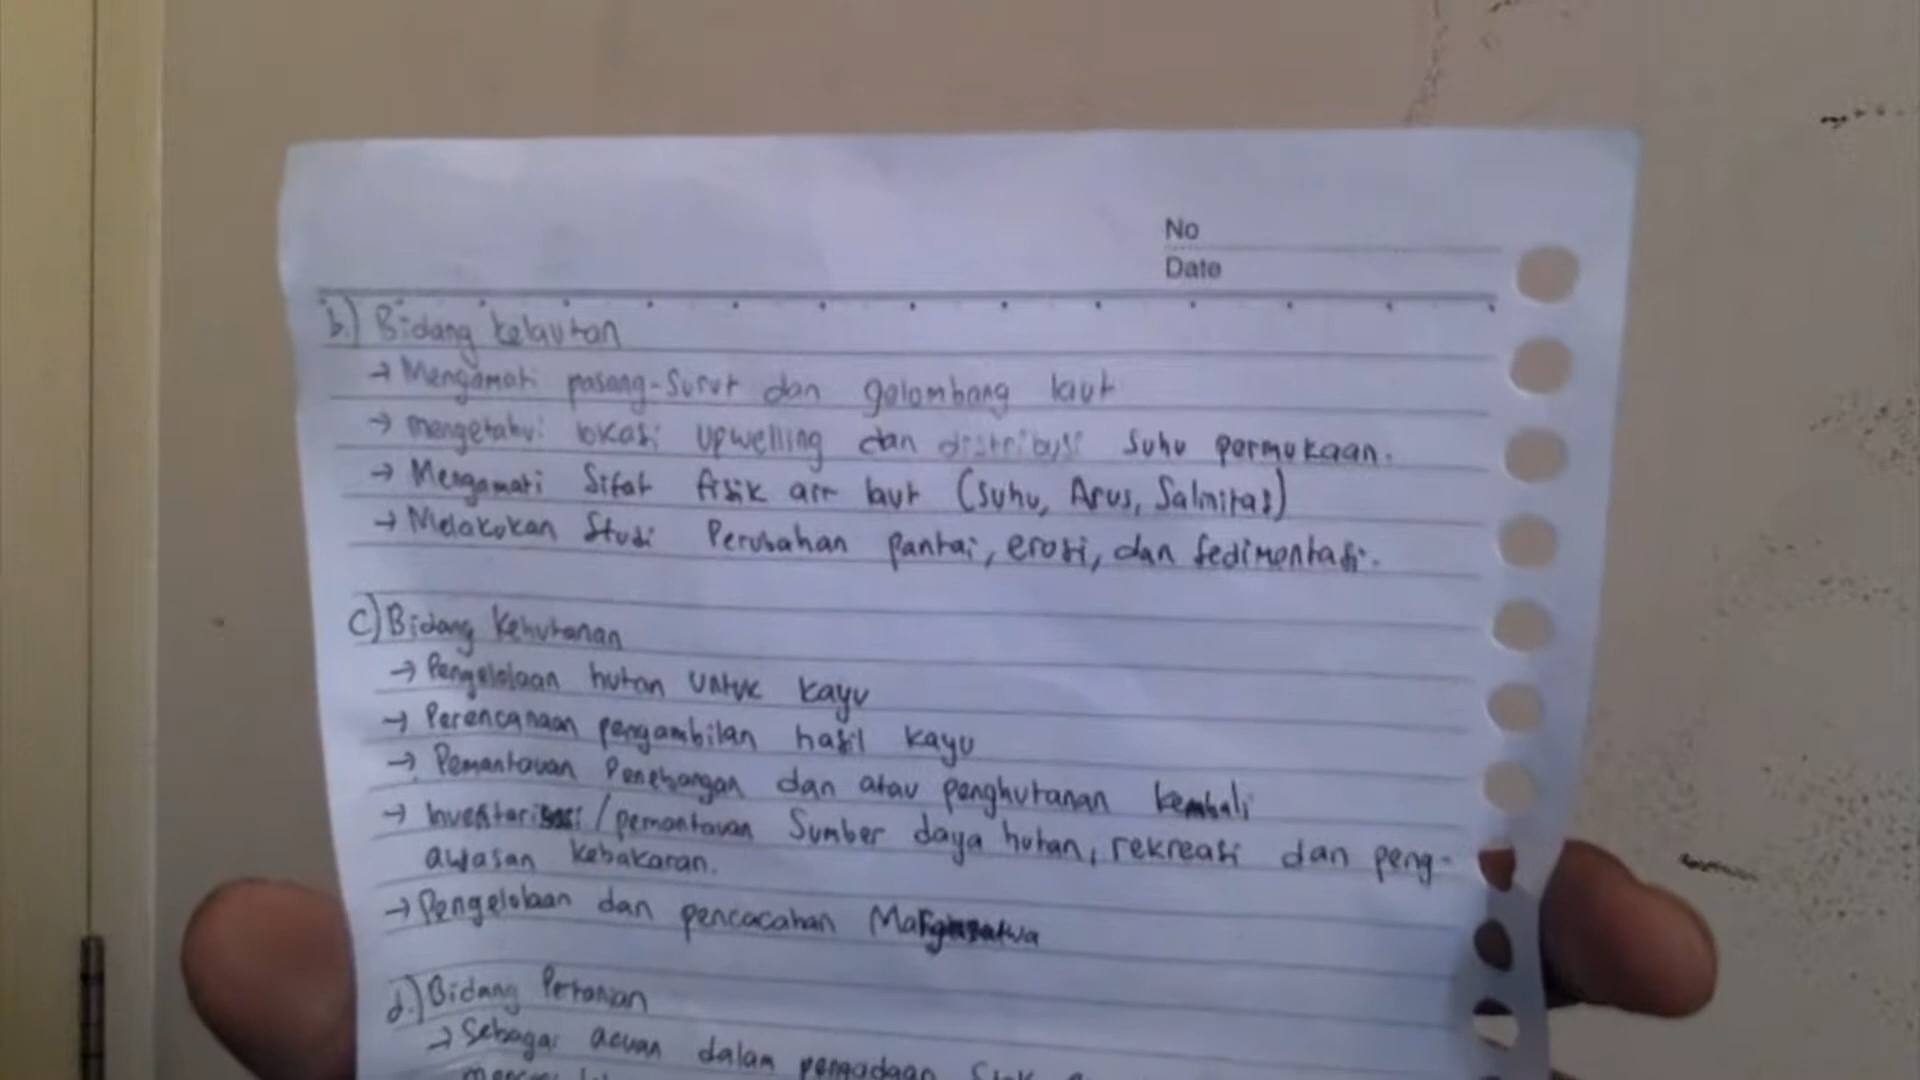 No
Date
b.) Bidang kelautan
→ Mengamati pasang-surut dan gelombang laut
→ mengetahui lokasi upwelling dan distribusi suhu permukaan.
→ Mengamati Sifat fisik air laut (Suhu, Arus, Salinitas)
→ Melakukan Studi Perubahan pantai, erosi, dan sedimentasi.
c) Bidang Kehutanan
→ Pengelolaan hutan untuk kayu
→ Perencanaan pengambilan hasil kayu
→ Pemantauan Penebangan dan atau penghutanan kembali
→ Inventarisasi / pemantauan Sumber daya hutan, rekreasi dan peng-
awasan kebakaran.
→ Pengelolaan dan pencacahan Margasatwa
d.) Bidang Pertanian
→ Sebagai acuan dalam pengadaan Stok